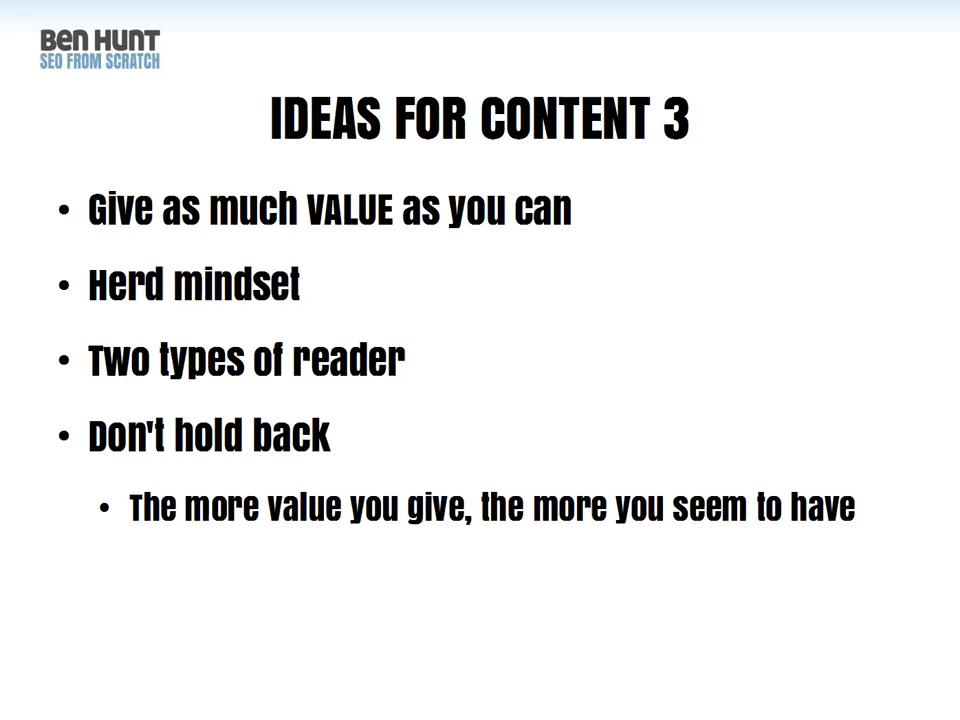 Ben Hunt
SEO FROM SCRATCH
IDEAS FOR CONTENT 3
• Give as much VALUE as you can
• Herd mindset
• Two types of reader
• Don't hold back
• The more value you give, the more you seem to have